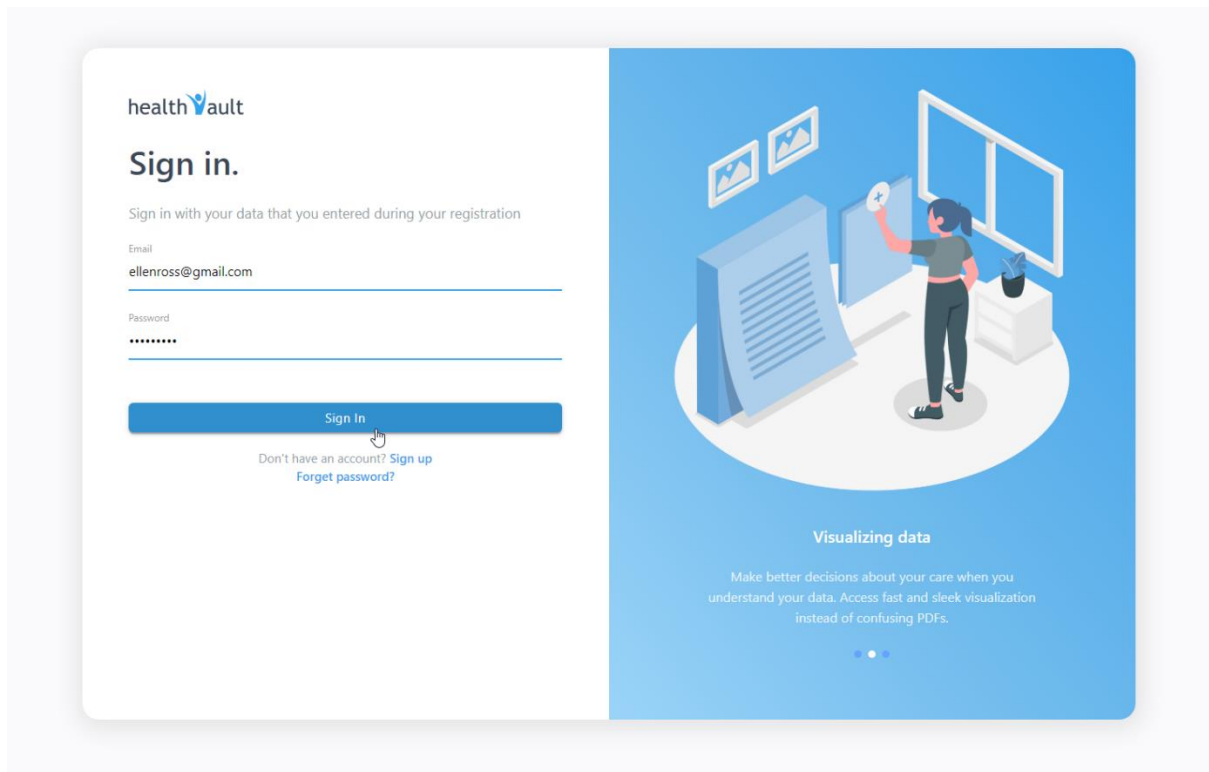 healthVault
Sign in.
Sign in with your data that you entered during your registration
Email
ellenross@gmail.com
Password
•••••••••
Sign In
Don't have an account? Sign up
Forget password?
Visualizing data
Make better decisions about your care when you
understand your data. Access fast and sleek visualization
instead of confusing PDFs.